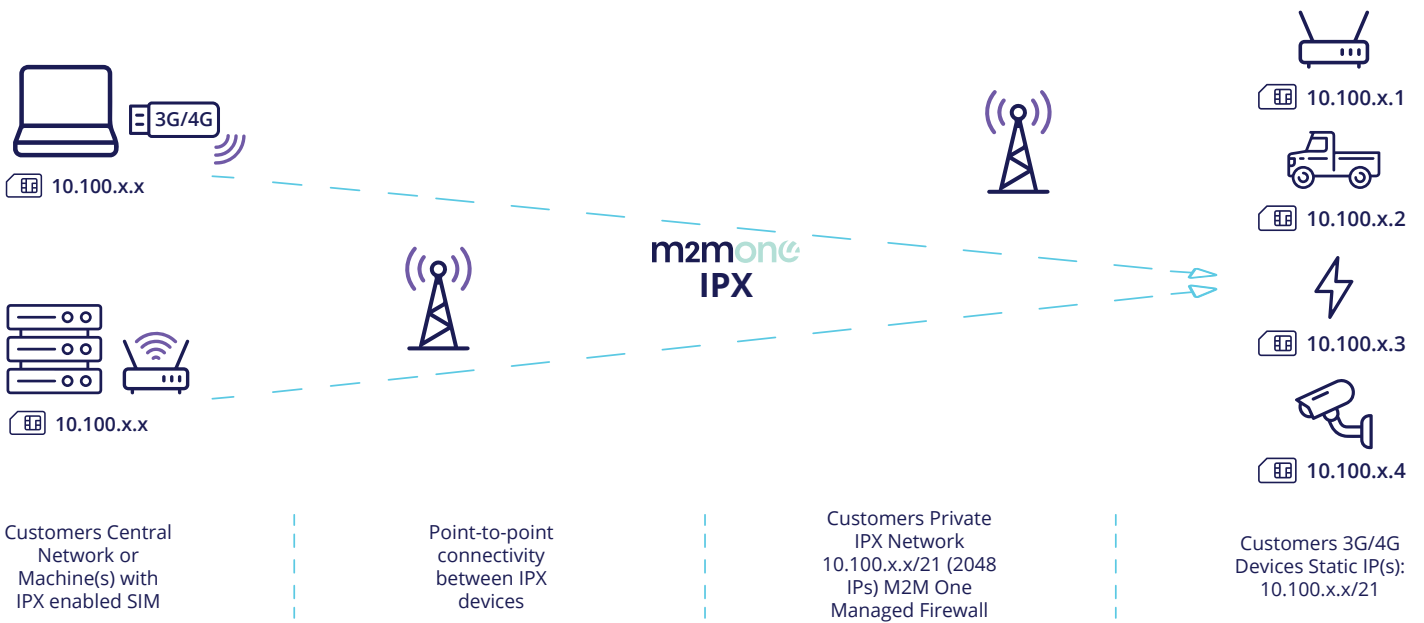 3G/4G
10.100.x.x
10.100.x.x
m2mone
IPX
10.100.x.1
10.100.x.2
10.100.x.3
10.100.x.4
Customers Central
Network or
Machine(s) with
IPX enabled SIM
Point-to-point
connectivity
between IPX
devices
Customers Private
IPX Network
10.100.x.x/21 (2048
IPs) M2M One
Managed Firewall
Customers 3G/4G
Devices Static IP(s):
10.100.x.x/21